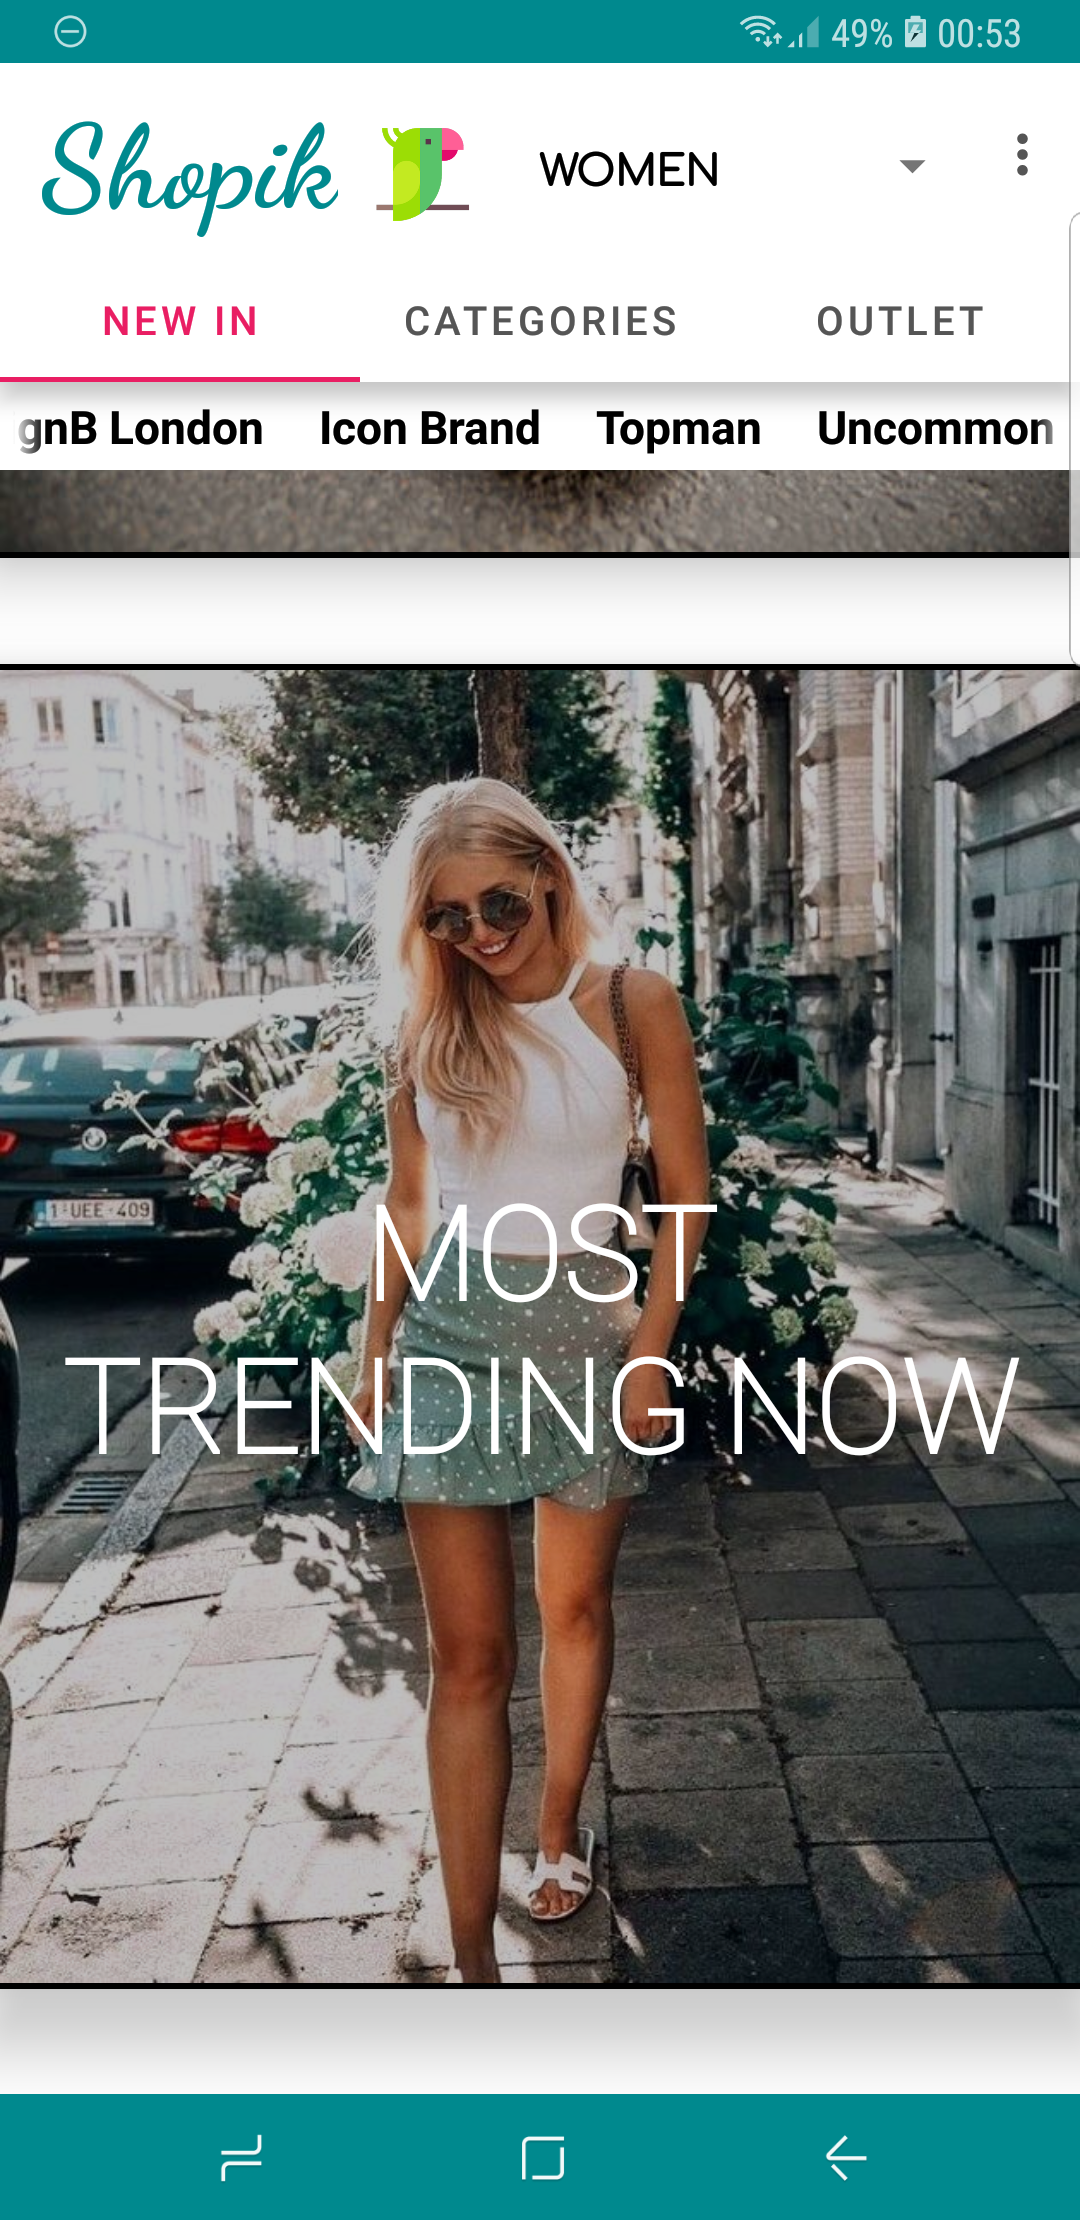 49% 00:53
Shopik WOMEN
NEW IN CATEGORIES OUTLET
gnB London Icon Brand Topman Uncommon
1-UEE-409
MOST
TRENDING NOW